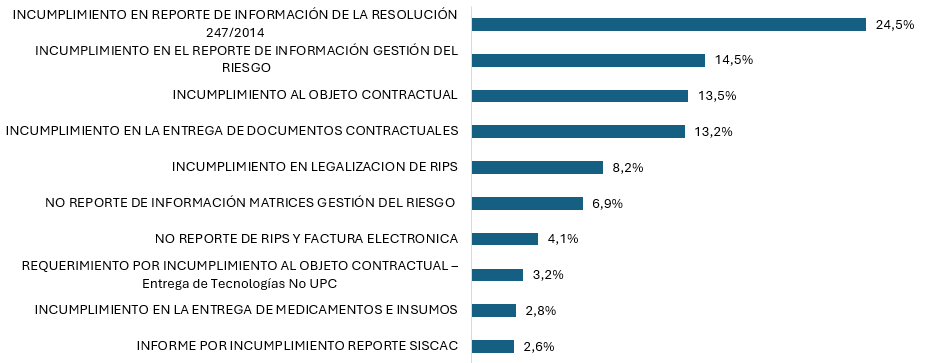 INCUMPLIMIENTO EN REPORTE DE INFORMACIÓN DE LA RESOLUCIÓN
247/2014
24,5%
INCUMPLIMIENTO EN EL REPORTE DE INFORMACIÓN GESTIÓN DEL
RIESGO
14,5%
INCUMPLIMIENTO AL OBJETO CONTRACTUAL
13,5%
INCUMPLIMIENTO EN LA ENTREGA DE DOCUMENTOS CONTRACTUALES
13,2%
INCUMPLIMIENTO EN LEGALIZACION DE RIPS
8,2%
NO REPORTE DE INFORMACIÓN MATRICES GESTIÓN DEL RIESGO
6,9%
NO REPORTE DE RIPS Y FACTURA ELECTRONICA
4,1%
REQUERIMIENTO POR INCUMPLIMIENTO AL OBJETO CONTRACTUAL –
Entrega de Tecnologías No UPC
3,2%
INCUMPLIMIENTO EN LA ENTREGA DE MEDICAMENTOS E INSUMOS
2,8%
INFORME POR INCUMPLIMIENTO REPORTE SISCAC
2,6%